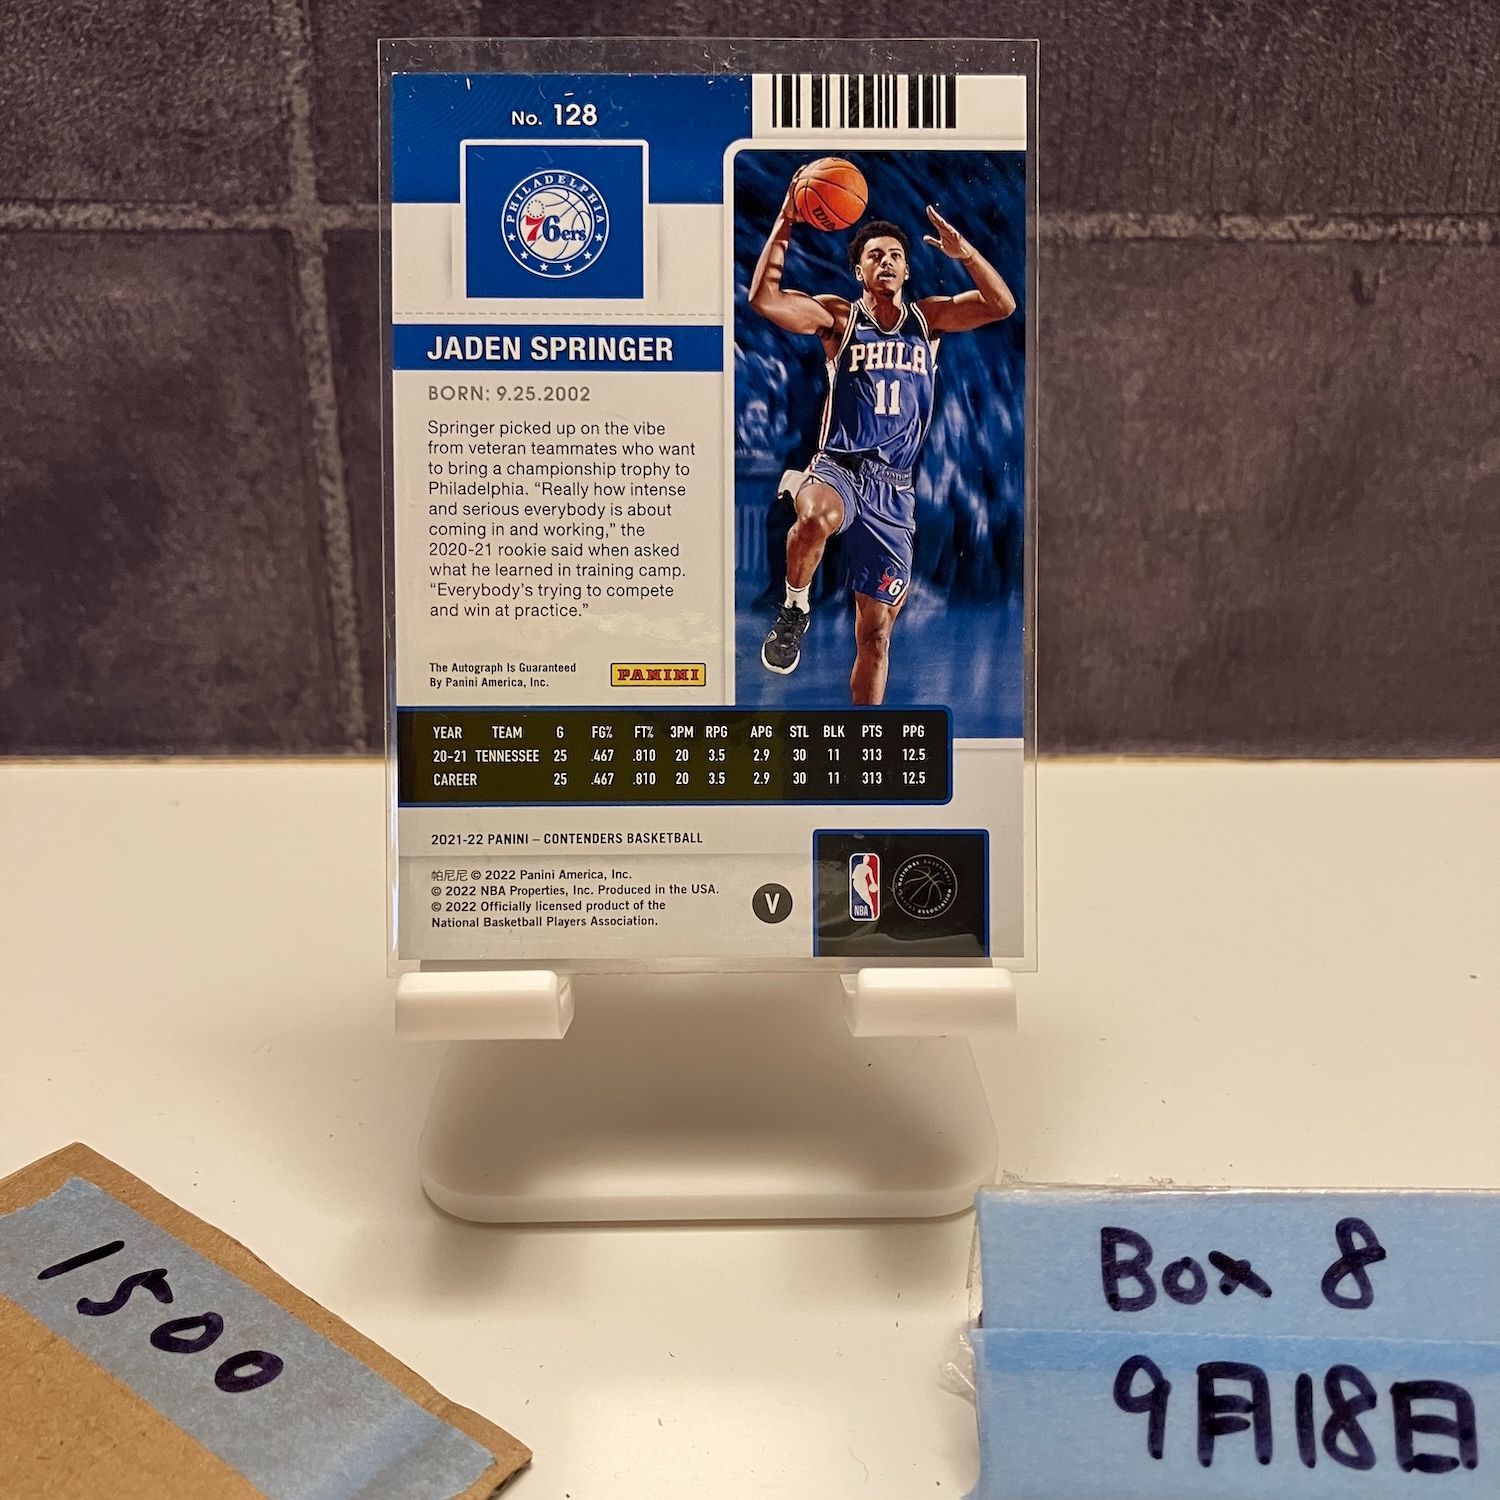 No. 128
PHILADELPHIA
76ers
JADEN SPRINGER
BORN: 9.25.2002
Springer picked up on the vibe
from veteran teammates who want
to bring a championship trophy to
Philadelphia. “Really how intense
and serious everybody is about
coming in and working,” the
2020-21 rookie said when asked
what he learned in training camp.
“Everybody’s trying to compete
and win at practice.”
The Autograph Is Guaranteed
By Panini America, Inc.
PANINI
PHILA
11
76
YEAR TEAM G FG% FT% 3PM RPG APG STL BLK PTS PPG
20-21 TENNESSEE 25 .467 .810 20 3.5 2.9 30 11 313 12.5
CAREER 25 .467 .810 20 3.5 2.9 30 11 313 12.5
2021-22 PANINI – CONTENDERS BASKETBALL
帕尼尼 © 2022 Panini America, Inc.
© 2022 NBA Properties, Inc. Produced in the USA.
© 2022 Officially licensed product of the
National Basketball Players Association.
V
NBA
NATIONAL BASKETBALL
PLAYERS ASSOCIATION
1500
Box 8
9月18日